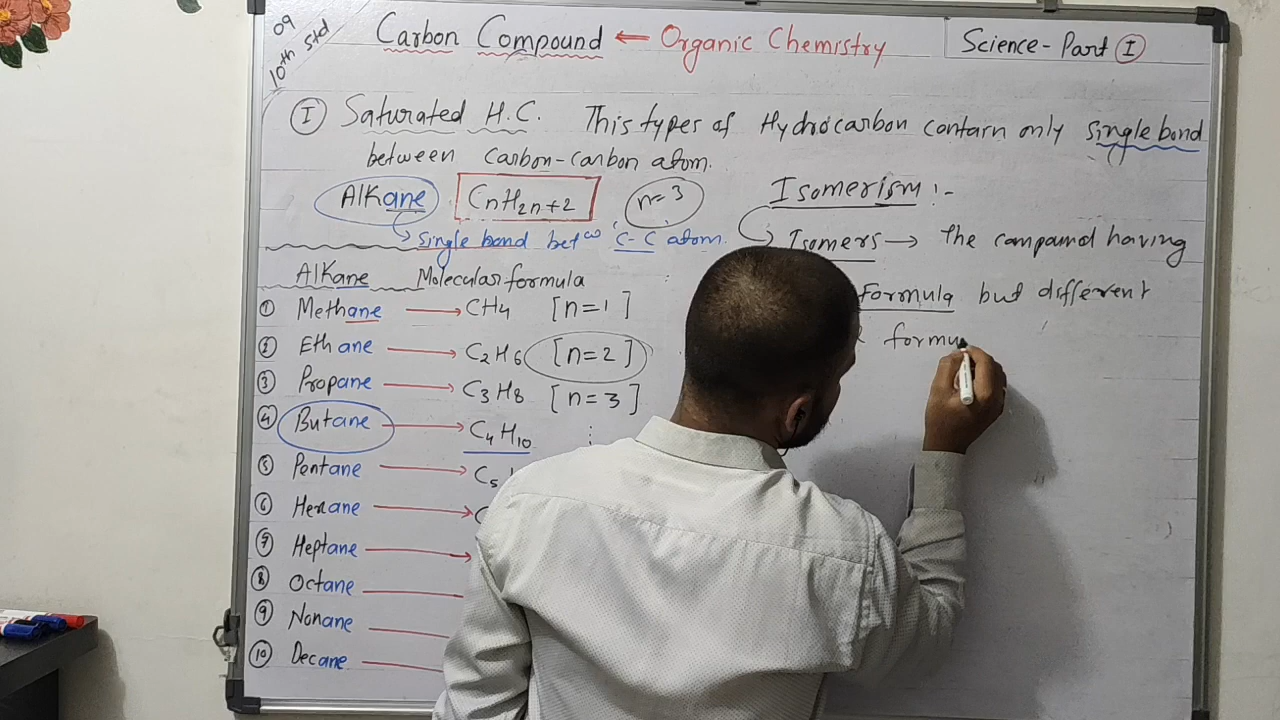 09
10th std
Carbon Compound ← Organic Chemistry
Science-Part I
I Saturated H.C. This types of Hydrocarbon contain only single bond
between Carbon-carbon atom.
Alkane CnH2n+2 n=3
Single bond betn C-C atom.
Isomerism :-
Isomers → the compound having
Formula but different
formu
Alkane Molecular formula
1 Methane → CH4 [n=1]
2 Ethane → C2H6 [n=2]
3 Propane → C3H8 [n=3]
4 Butane → C4H10
5 Pentane → C5
6 Hexane →
7 Heptane →
8 Octane
9 Nonane
10 Decane